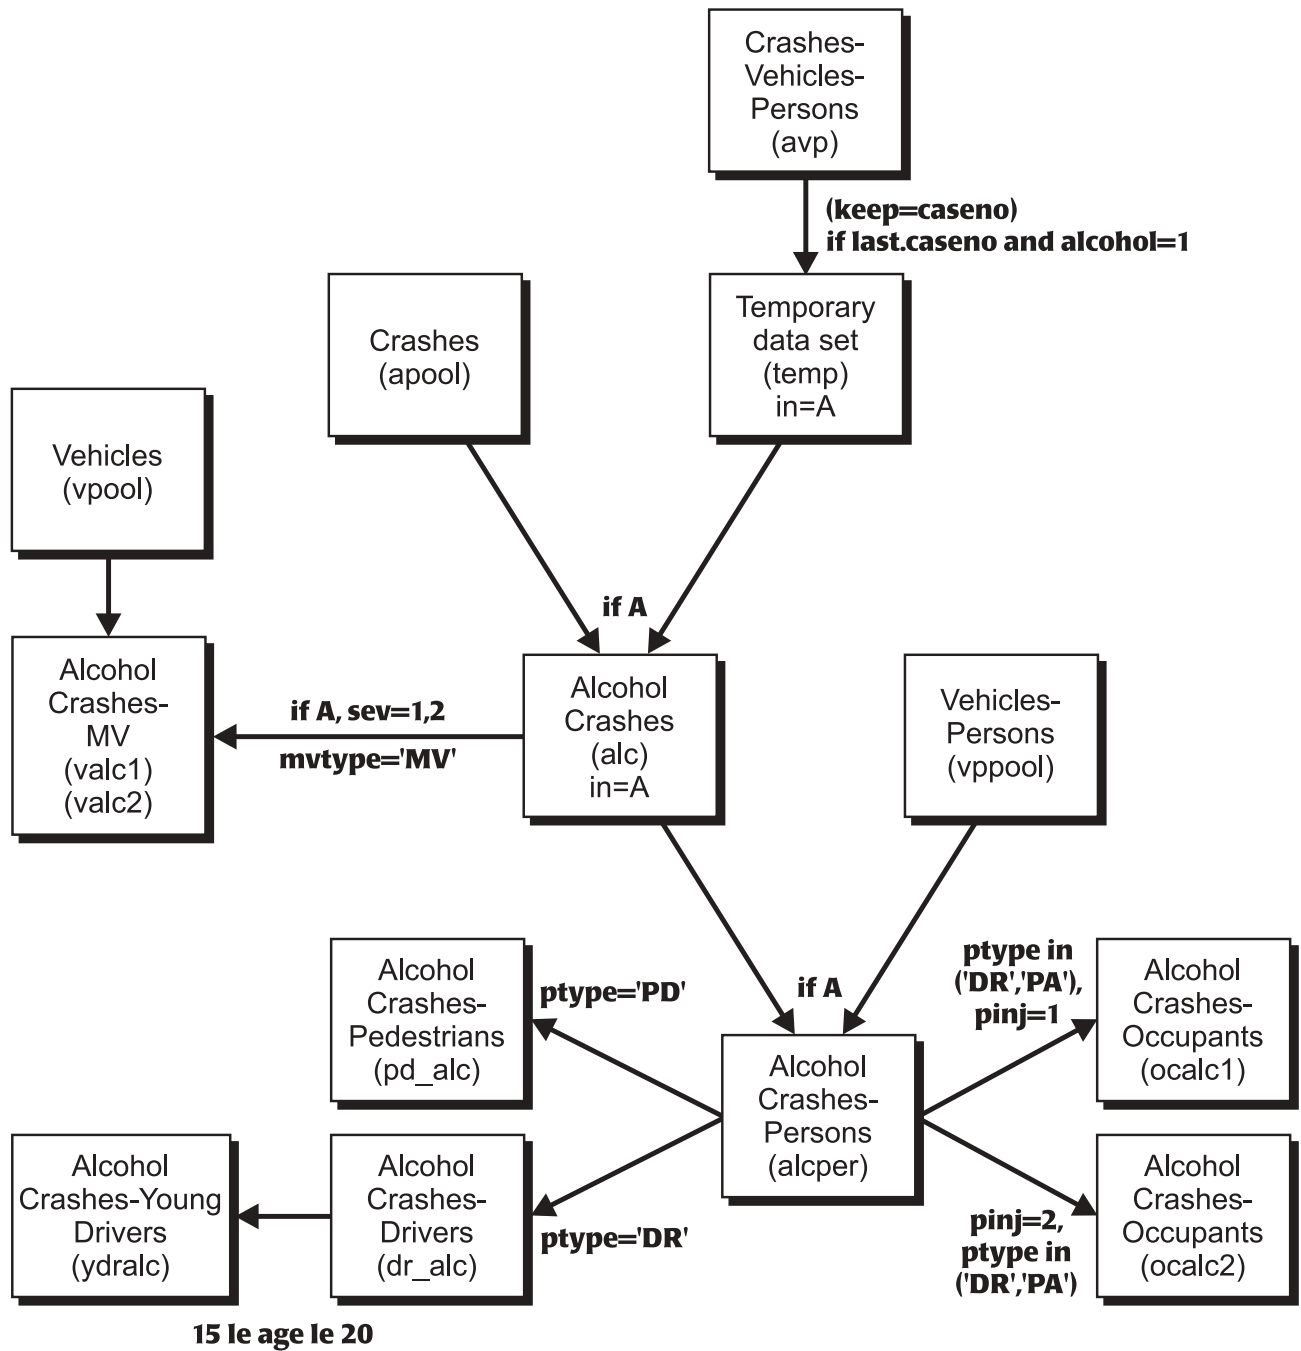 Crashes-
Vehicles-
Persons
(avp)
(keep=caseno)
if last.caseno and alcohol=1
Crashes
(apool)
Temporary
data set
(temp)
in=A
Vehicles
(vpool)
if A
Alcohol
Crashes-
MV
(valc1)
(valc2)
if A, sev=1,2
mvtype='MV'
Alcohol
Crashes
(alc)
in=A
Vehicles-
Persons
(vppool)
Alcohol
Crashes-
Pedestrians
(pd_alc)
ptype='PD'
if A
ptype in
('DR','PA'),
pinj=1
Alcohol
Crashes-
Occupants
(ocalc1)
Alcohol
Crashes-
Persons
(alcper)
Alcohol
Crashes-Young
Drivers
(ydralc)
Alcohol
Crashes-
Drivers
(dr_alc)
ptype='DR'
pinj=2,
ptype in
('DR','PA')
Alcohol
Crashes-
Occupants
(ocalc2)
15 le age le 20